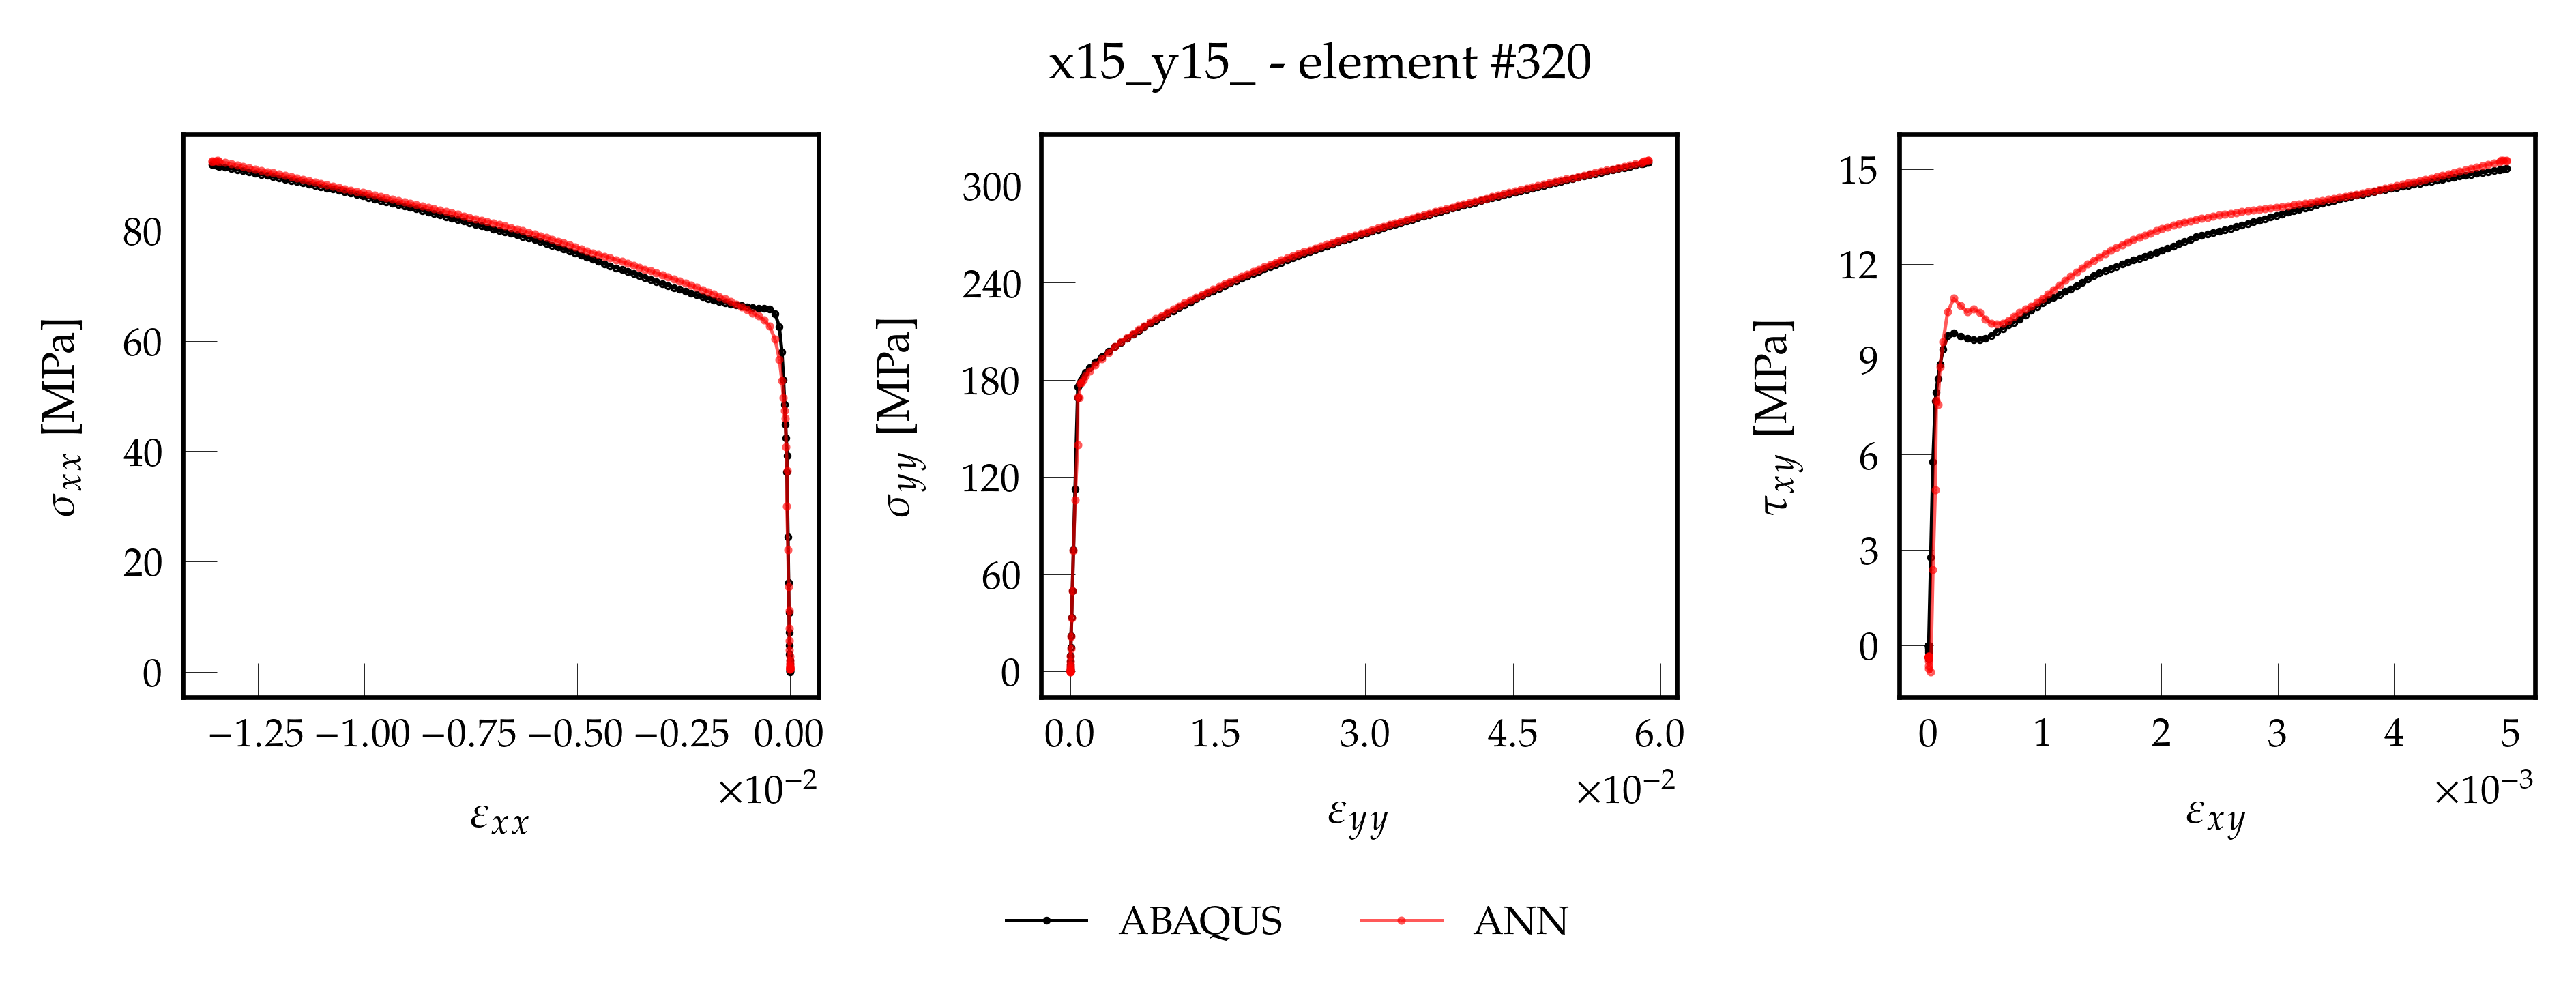 x15_y15_ - element #320
σxx [MPa]
80
60
40
20
0
−1.25 −1.00 −0.75 −0.50 −0.25 0.00
×10−2
εxx
σyy [MPa]
300
240
180
120
60
0
0.0 1.5 3.0 4.5 6.0
×10−2
εyy
τxy [MPa]
15
12
9
6
3
0
0 1 2 3 4 5
×10−3
εxy
ABAQUS ANN